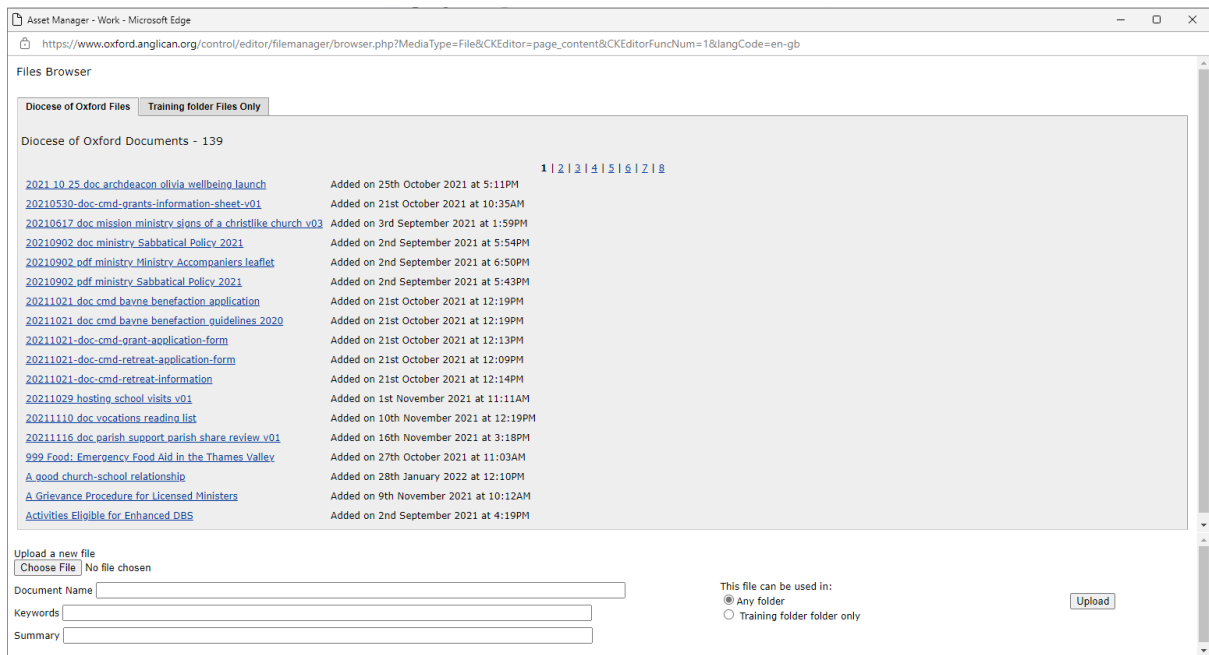 Asset Manager - Work - Microsoft Edge
https://www.oxford.anglican.org/control/editor/filemanager/browser.php?MediaType=File&CKEditor=page_content&CKEditorFuncNum=1&langCode=en-gb
Files Browser
Diocese of Oxford Files Training folder Files Only
Diocese of Oxford Documents - 139
1 | 2 | 3 | 4 | 5 | 6 | 7 | 8
2021 10 25 doc archdeacon olivia wellbeing launch Added on 25th October 2021 at 5:11PM
20210530-doc-cmd-grants-information-sheet-v01 Added on 21st October 2021 at 10:35AM
20210617 doc mission ministry signs of a christlike church v03 Added on 3rd September 2021 at 1:59PM
20210902 doc ministry Sabbatical Policy 2021 Added on 2nd September 2021 at 5:54PM
20210902 pdf ministry Ministry Accompaniers leaflet Added on 2nd September 2021 at 6:50PM
20210902 pdf ministry Sabbatical Policy 2021 Added on 2nd September 2021 at 5:43PM
20211021 doc cmd bayne benefaction application Added on 21st October 2021 at 12:19PM
20211021 doc cmd bayne benefaction guidelines 2020 Added on 21st October 2021 at 12:19PM
20211021-doc-cmd-grant-application-form Added on 21st October 2021 at 12:13PM
20211021-doc-cmd-retreat-application-form Added on 21st October 2021 at 12:09PM
20211021-doc-cmd-retreat-information Added on 21st October 2021 at 12:14PM
20211029 hosting school visits v01 Added on 1st November 2021 at 11:11AM
20211110 doc vocations reading list Added on 10th November 2021 at 12:19PM
20211116 doc parish support parish share review v01 Added on 16th November 2021 at 3:18PM
999 Food: Emergency Food Aid in the Thames Valley Added on 27th October 2021 at 11:03AM
A good church-school relationship Added on 28th January 2022 at 12:10PM
A Grievance Procedure for Licensed Ministers Added on 9th November 2021 at 10:12AM
Activities Eligible for Enhanced DBS Added on 2nd September 2021 at 4:19PM
Upload a new file
Choose File No file chosen
Document Name
Keywords
Summary
This file can be used in:
Any folder
Training folder folder only
Upload